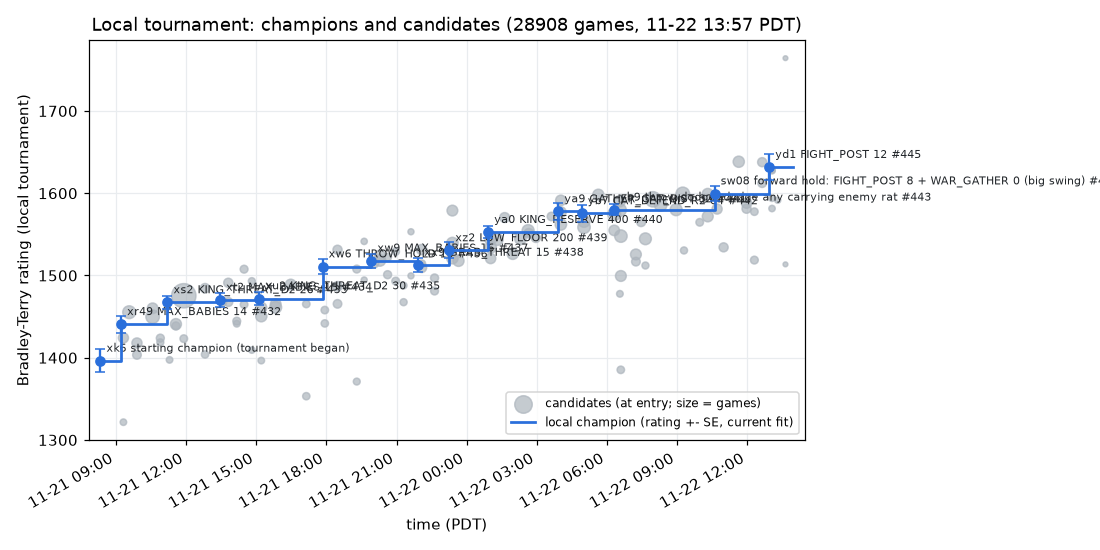 Local tournament: champions and candidates (28908 games, 11-22 13:57 PDT)
Bradley-Terry rating (local tournament)
1700
1600
1500
1400
1300
yd1 FIGHT_POST 12 #445
sw08 forward hold: FIGHT_POST 8 + WAR_GATHER 0 (big swing)
any carrying enemy rat #443
ya9
ya0 KING_RESERVE 400 #440
xz2 LOW_FLOOR 200 #439
THREAT 15 #438
xw9 MAX_BABIES
xw6 THROW_HOLD
xs2 KING_THREAT_D2
30 #435
xr49 MAX_BABIES 14 #432
xk5 starting champion (tournament began)
candidates (at entry; size = games)
local champion (rating +- SE, current fit)
11-21 09:00
11-21 12:00
11-21 15:00
11-21 18:00
11-21 21:00
11-22 00:00
11-22 03:00
11-22 06:00
11-22 09:00
11-22 12:00
time (PDT)